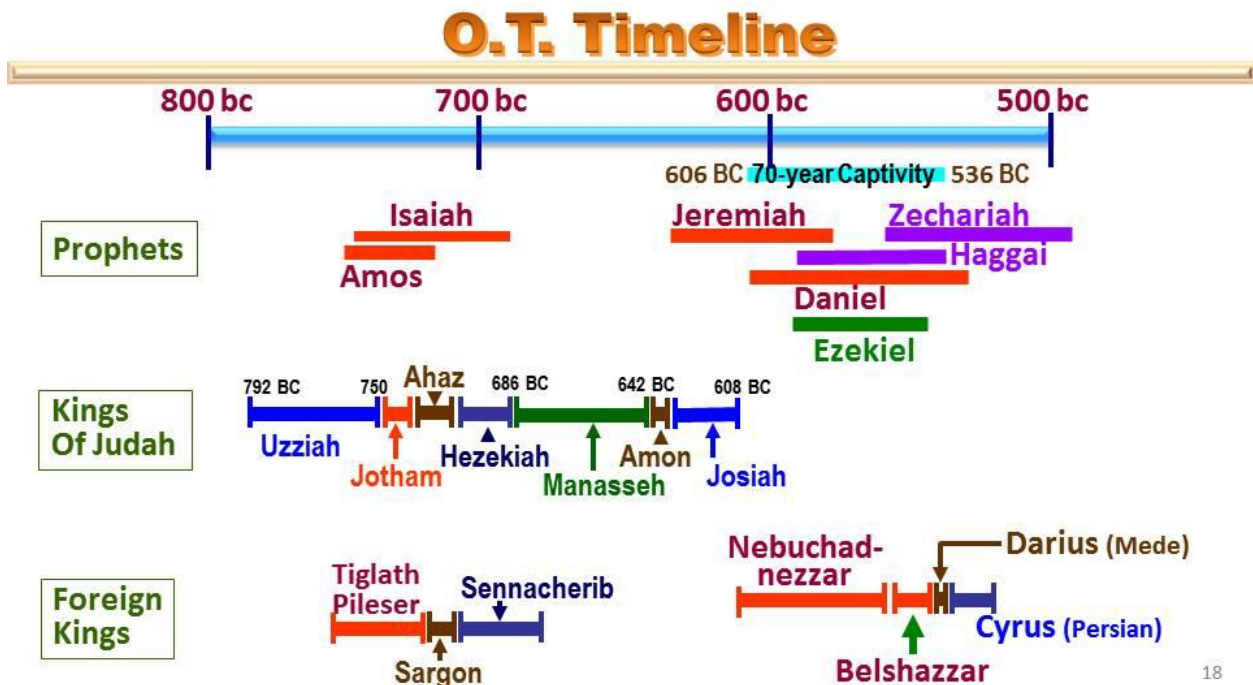 O.T. Timeline
800 bc 700 bc 600 bc 500 bc
606 BC 70-year Captivity 536 BC
Prophets
Isaiah Jeremiah Zechariah
Amos Haggai
Daniel
Ezekiel
Kings
Of Judah
792 BC 750 Ahaz 686 BC 642 BC 608 BC
Uzziah Hezekiah Amon
Jotham Manasseh Josiah
Foreign
Kings
Tiglath
Pileser
Sennacherib
Sargon
Nebuchad-
nezzar
Darius (Mede)
Cyrus (Persian)
Belshazzar
18